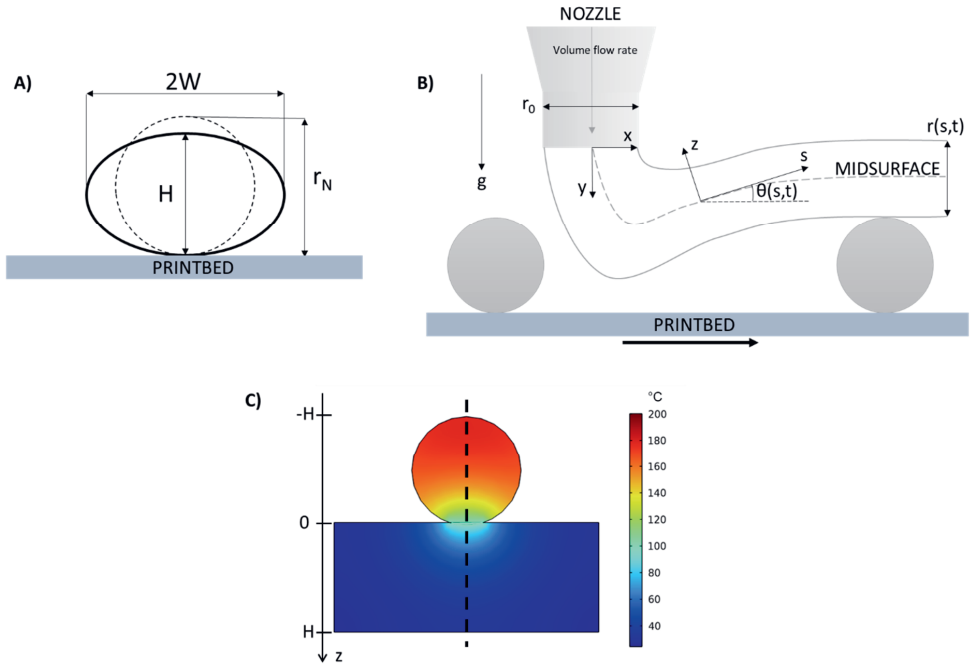 A)
2W
H
r_N
PRINTBED
B)
NOZZLE
Volume flow rate
r_0
x
y
g
z
s
θ(s,t)
r(s,t)
MIDSURFACE
PRINTBED
C)
-H
0
H
z
°C
200
180
160
140
120
100
80
60
40